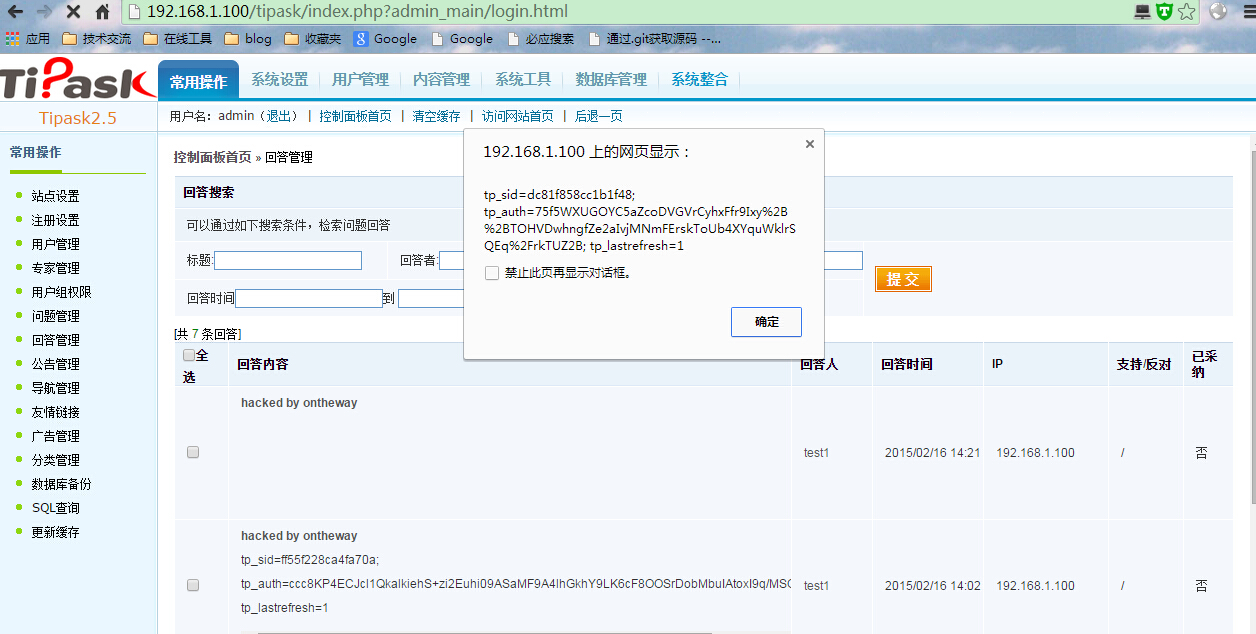 192.168.1.100/tipask/index.php?admin_main/login.html
应用 技术交流 在线工具 blog 收藏夹 Google Google 必应搜索 通过.git获取源码 --...
TiPask 常用操作 系统设置 用户管理 内容管理 系统工具 数据库管理 系统整合
Tipask2.5 用户名：admin（退出） | 控制面板首页 | 清空缓存 | 访问网站首页 | 后退一页
常用操作
站点设置
注册设置
用户管理
专家管理
用户组权限
问题管理
回答管理
公告管理
导航管理
友情链接
广告管理
分类管理
数据库备份
SQL查询
更新缓存
控制面板首页 » 回答管理
回答搜索
可以通过如下搜索条件，检索问题回答
标题: 回答者:
回答时间 到
提 交
192.168.1.100 上的网页显示：
tp_sid=dc81f858cc1b1f48;
tp_auth=75f5WXUGOYC5aZcoDVGVrCyhxFfr9Ixy%2B
%2BTOHVDwhngfZe2aIvjMNmFErskToUb4XYquWklrS
QEq%2FrkTUZ2B; tp_lastrefresh=1
禁止此页再显示对话框。
确定
[共 7 条回答]
全选 回答内容 回答人 回答时间 IP 支持/反对 已采纳
hacked by ontheway
test1 2015/02/16 14:21 192.168.1.100 / 否
hacked by ontheway
tp_sid=ff55f228ca4fa70a;
tp_auth=ccc8KP4ECJcl1QkalkiehS+zi2Euhi09ASaMF9A4lhGkhY9LK6cF8OOSrDobMbuIAtoxI9q/MSC
tp_lastrefresh=1
test1 2015/02/16 14:02 192.168.1.100 / 否